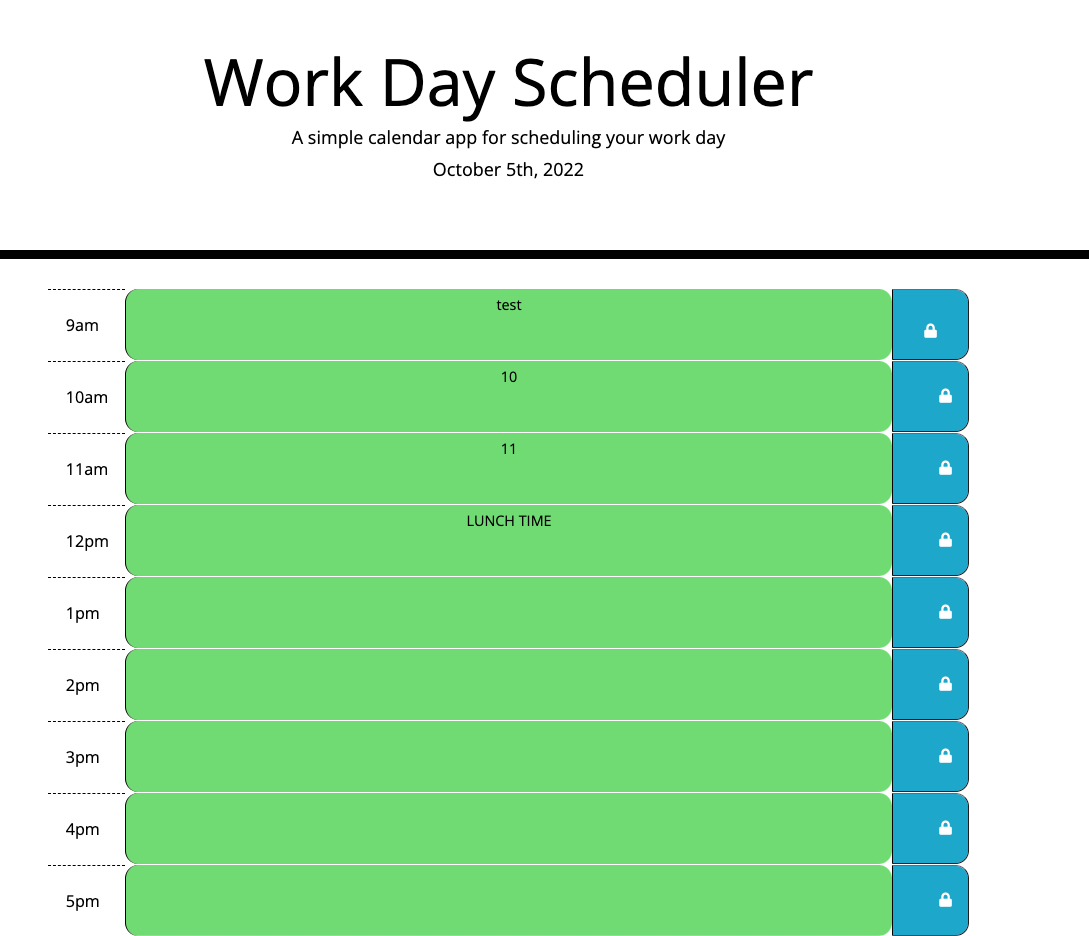 Work Day Scheduler
A simple calendar app for scheduling your work day
October 5th, 2022
9am
test
10am
10
11am
11
12pm
LUNCH TIME
1pm
2pm
3pm
4pm
5pm